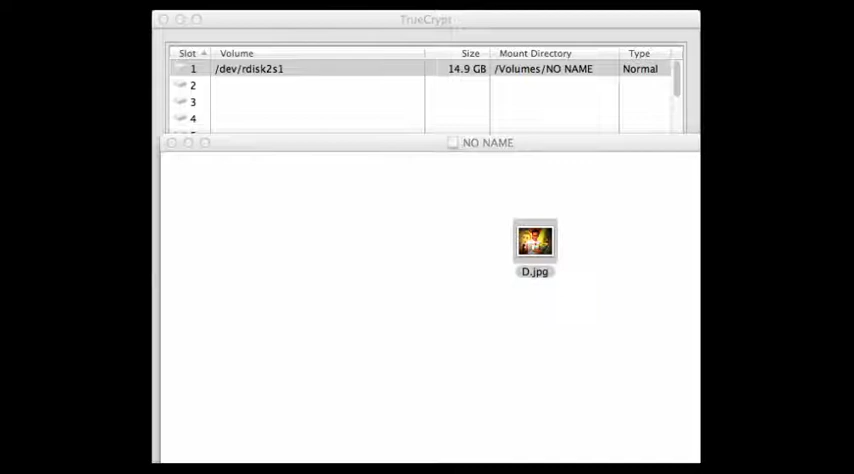 TrueCrypt
Slot Volume Size Mount Directory Type
1 /dev/rdisk2s1 14.9 GB /Volumes/NO NAME Normal
2
3
4
NO NAME
D.jpg